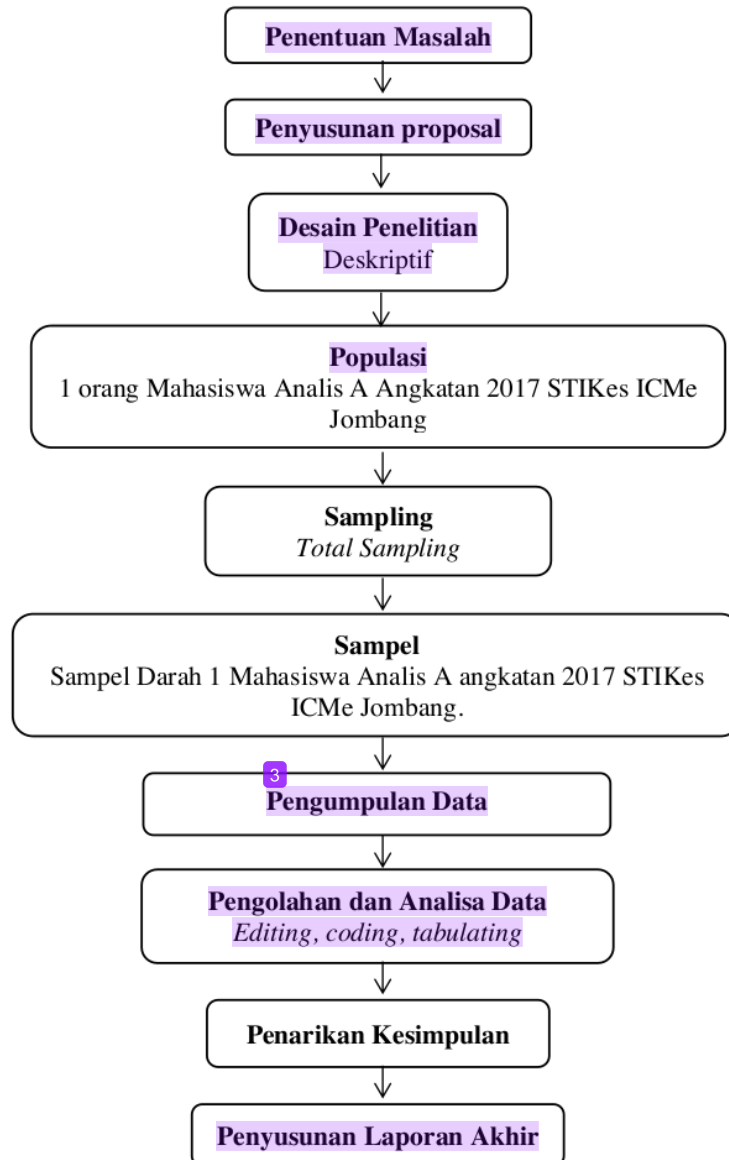 Penentuan Masalah
Penyusunan proposal
Desain Penelitian
Deskriptif
Populasi
1 orang Mahasiswa Analis A Angkatan 2017 STIKes ICMe
Jombang
Sampling
Total Sampling
Sampel
Sampel Darah 1 Mahasiswa Analis A angkatan 2017 STIKes
ICMe Jombang.
3
Pengumpulan Data
Pengolahan dan Analisa Data
Editing, coding, tabulating
Penarikan Kesimpulan
Penyusunan Laporan Akhir